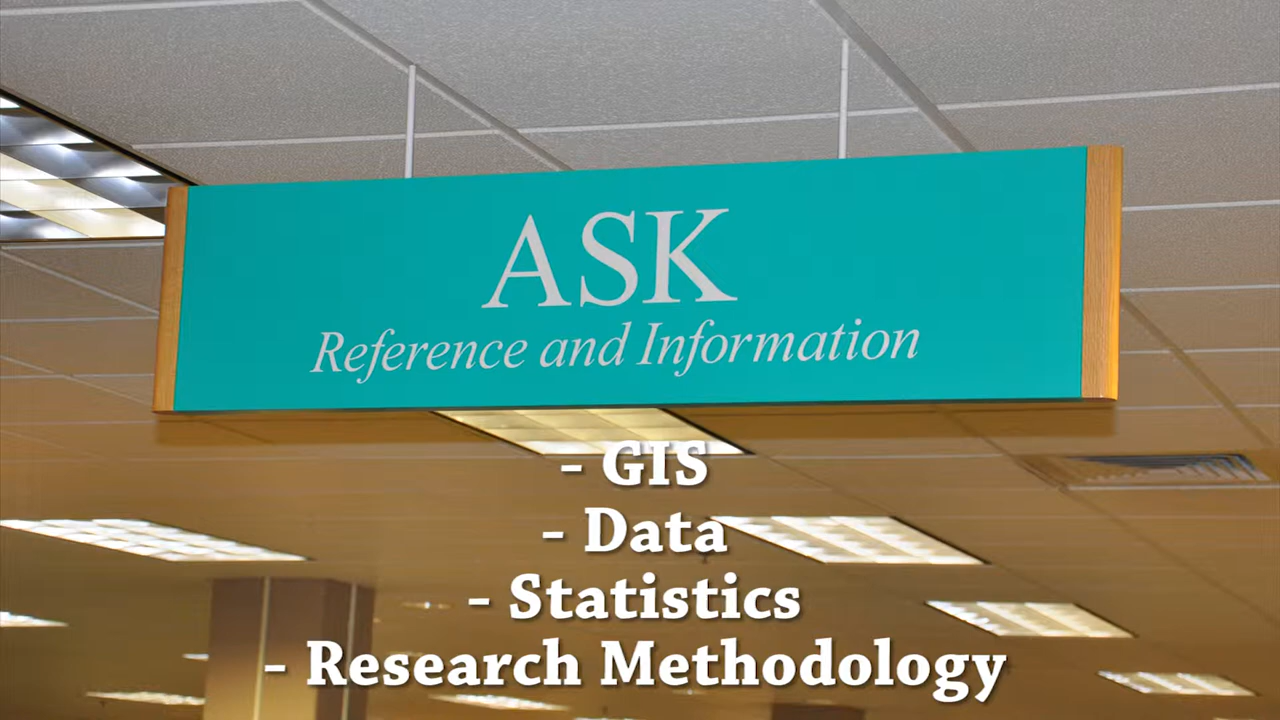 ASK
Reference and Information
- GIS
- Data
- Statistics
- Research Methodology